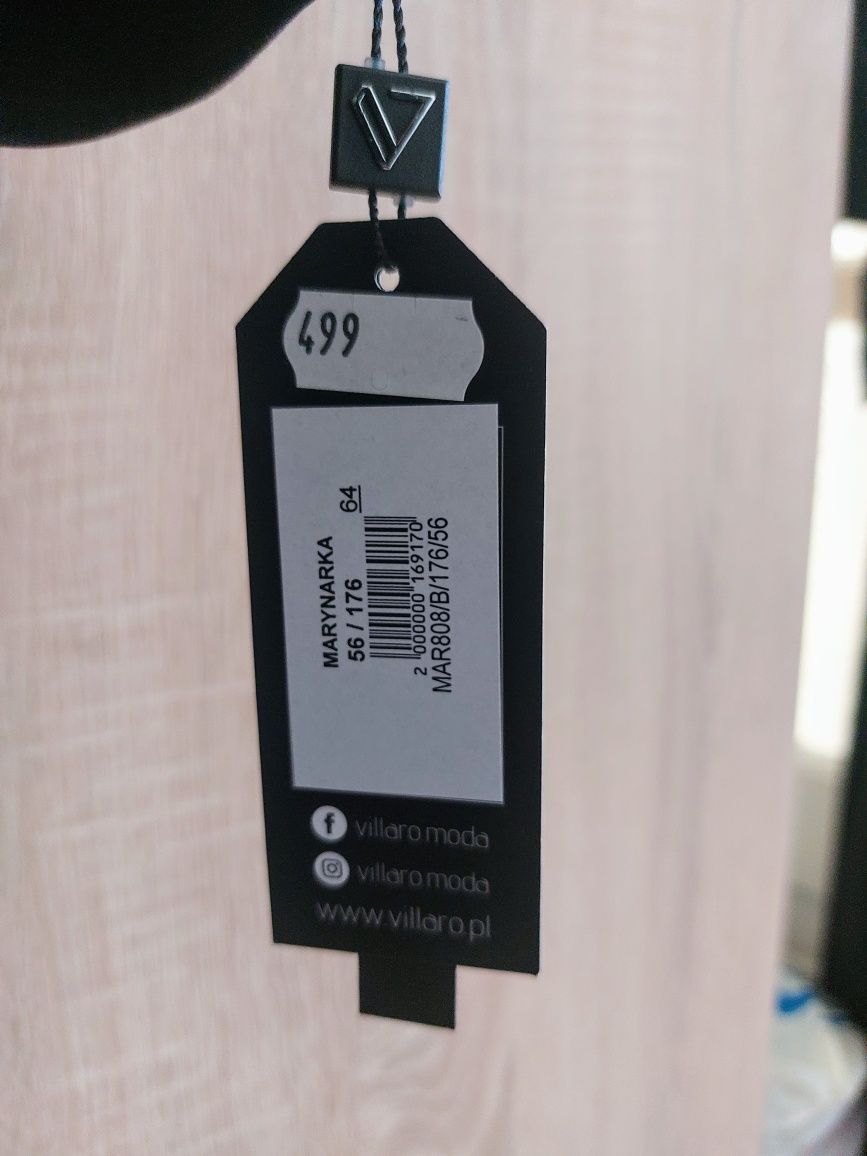 499
MARYNARKA
56 / 176
64
2 000000 169170
MAR808/B/176/56
villaro moda
villaro moda
www.villaro.pl